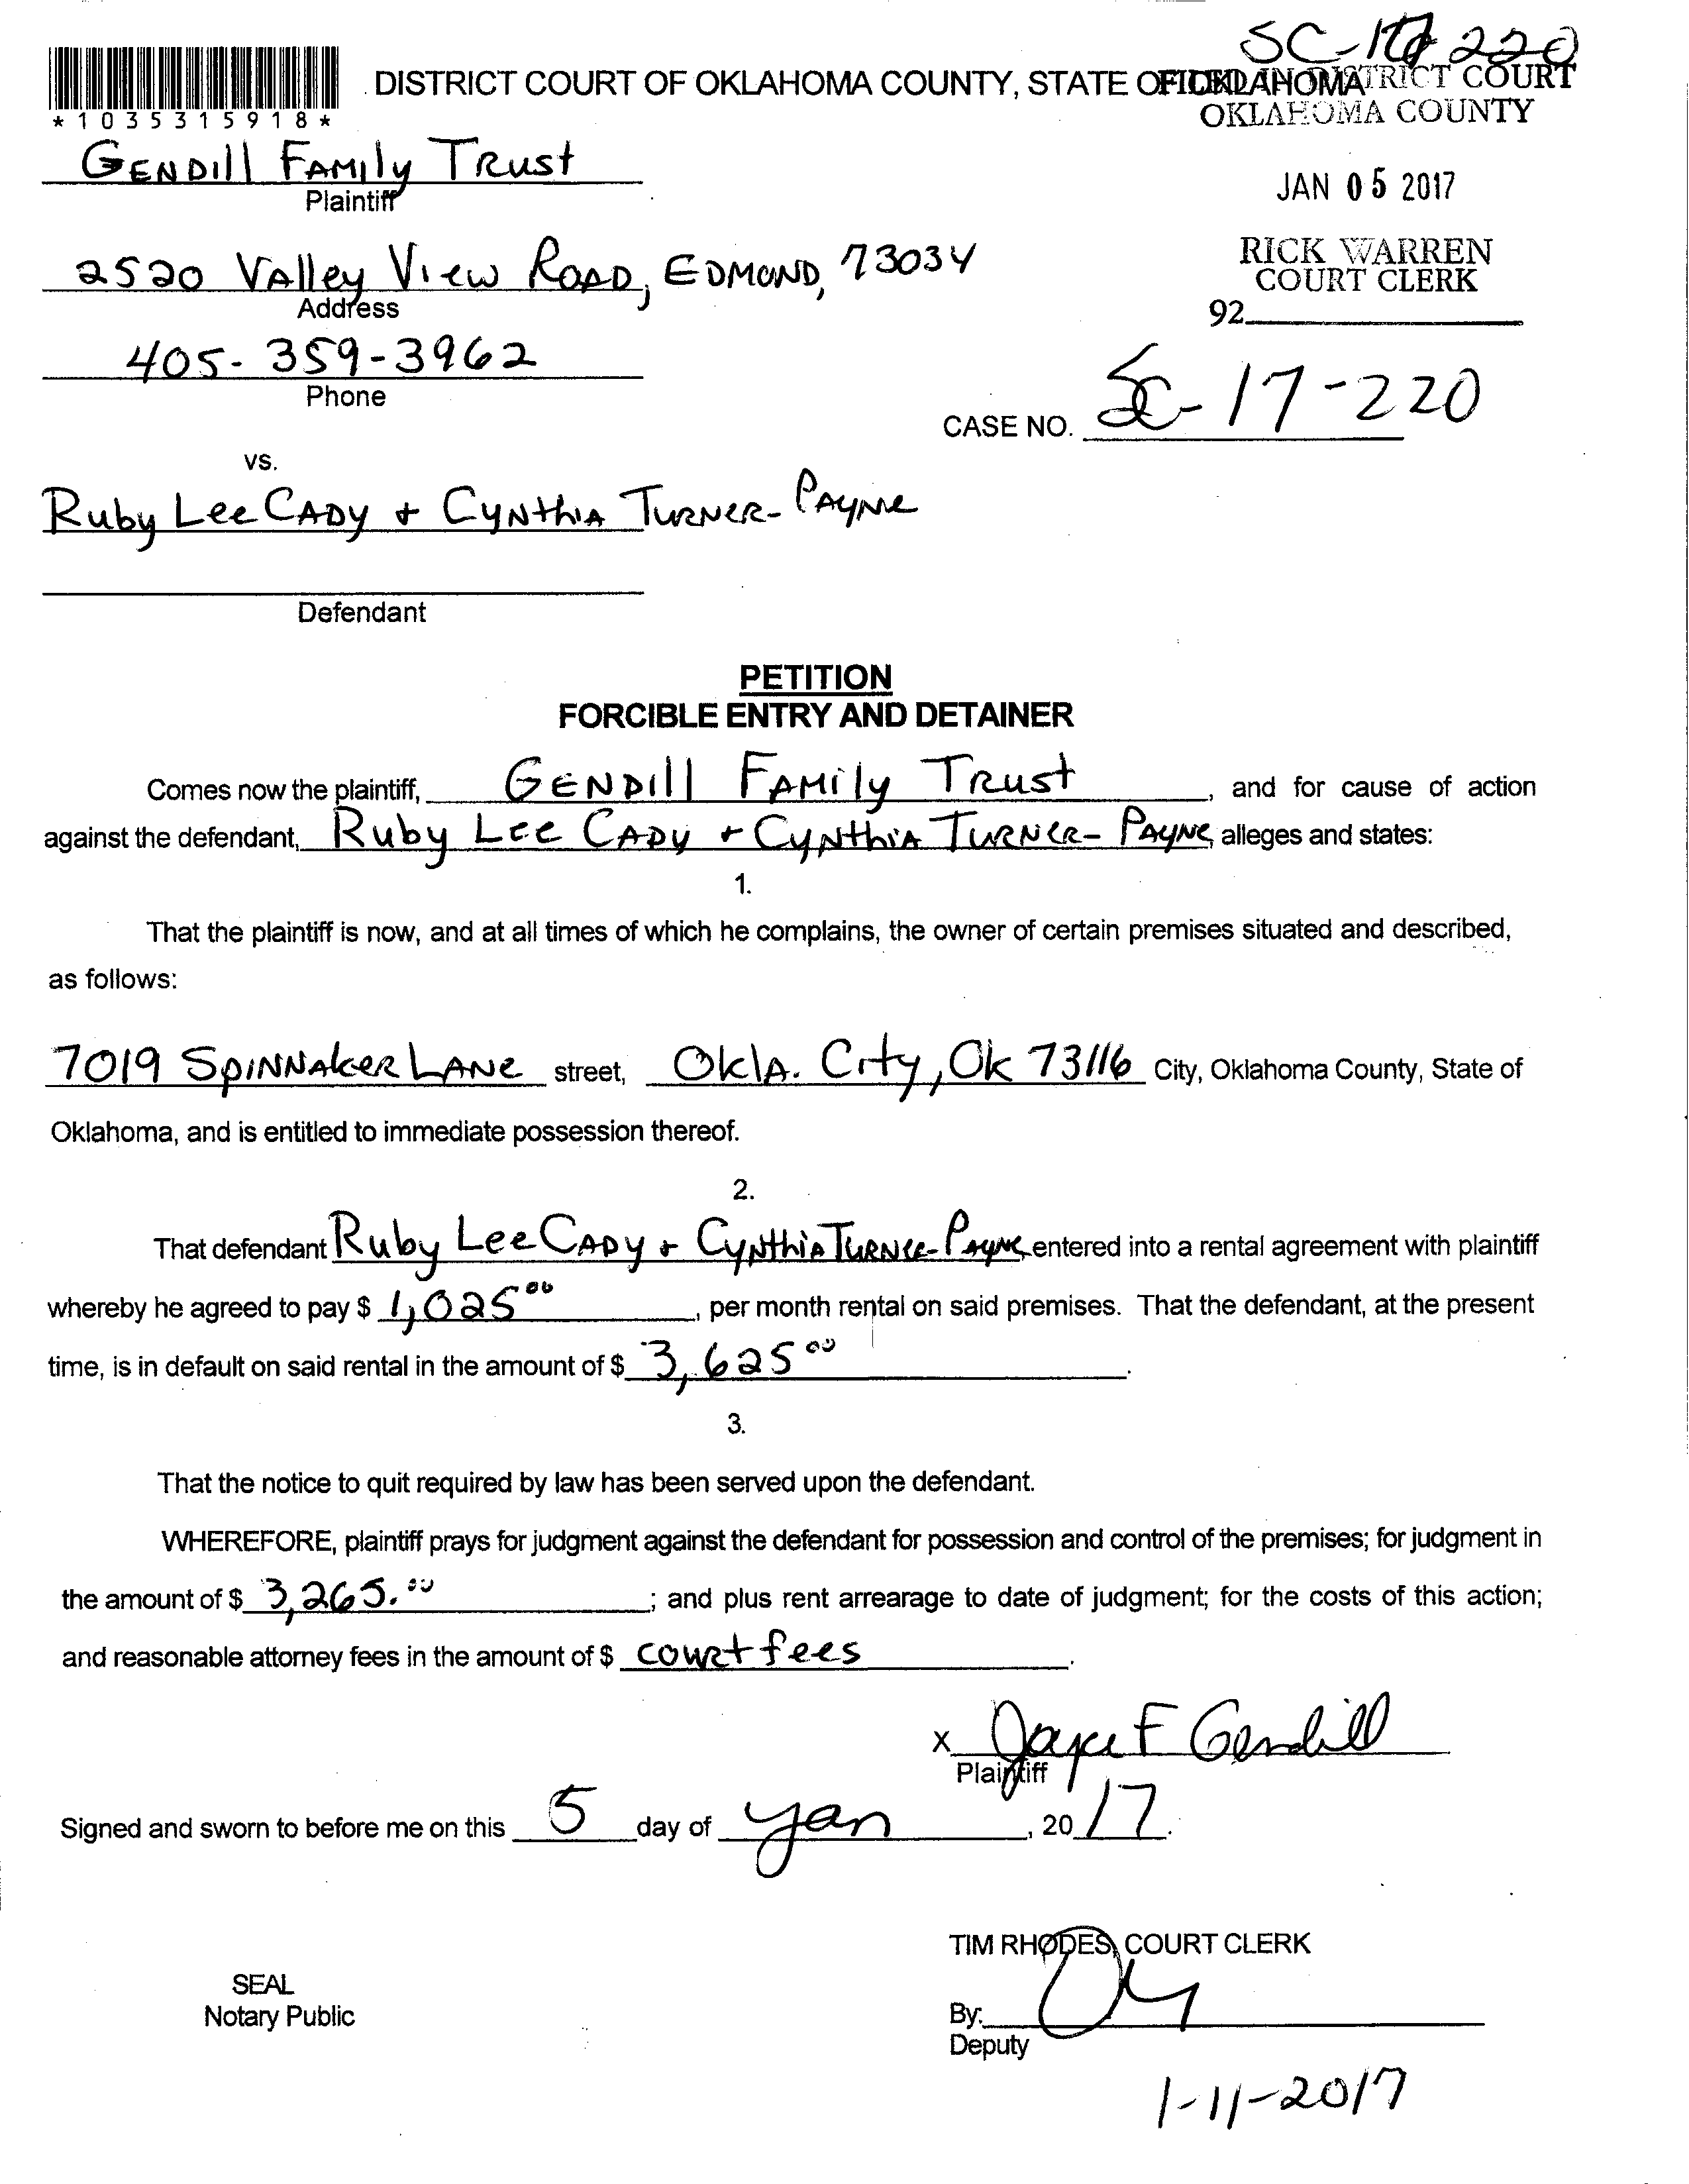 SC-17-220
DISTRICT COURT OF OKLAHOMA COUNTY, STATE OF OKLAHOMA
FILED IN DISTRICT COURT
OKLAHOMA COUNTY
*1035315918*
GENDIll FAMIly TRust
Plaintiff
JAN 05 2017
2520 VAlley View ROAD, EDMOND, 73034
Address
RICK WARREN
COURT CLERK
92
405-359-3962
Phone
CASE NO. SC-17-220
vs.
Ruby Lee CADy + CyNthiA TURNER-PAyNe
Defendant
PETITION
FORCIBLE ENTRY AND DETAINER
Comes now the plaintiff, GENDIll FAMily TRust, and for cause of action
against the defendant, Ruby Lee CADy + CyNthiA TURNER-PAyNe, alleges and states:
1.
That the plaintiff is now, and at all times of which he complains, the owner of certain premises situated and described,
as follows:
7019 SpiNNAkeR LANe street, OklA. City, Ok 73116 City, Oklahoma County, State of
Oklahoma, and is entitled to immediate possession thereof.
2.
That defendant Ruby Lee CADy + CyNthiA TURNER-PAyNe entered into a rental agreement with plaintiff
whereby he agreed to pay $ 1,025.00, per month rental on said premises. That the defendant, at the present
time, is in default on said rental in the amount of $ 3,625.00.
3.
That the notice to quit required by law has been served upon the defendant.
WHEREFORE, plaintiff prays for judgment against the defendant for possession and control of the premises; for judgment in
the amount of $ 3,265.00; and plus rent arrearage to date of judgment; for the costs of this action;
and reasonable attorney fees in the amount of $ couRt fees.
X Joyce F Gendill
Plaintiff
Signed and sworn to before me on this 5 day of Jan, 2017.
TIM RHODES, COURT CLERK
SEAL
Notary Public
By:
Deputy
1-11-2017